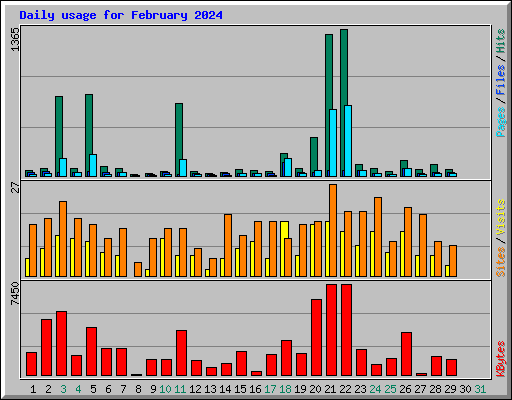 Daily usage for February 2024
1365
Pages / Files / Hits
27
Sites / Visits
7450
KBytes
1 2 3 4 5 6 7 8 9 10 11 12 13 14 15 16 17 18 19 20 21 22 23 24 25 26 27 28 29 30 31